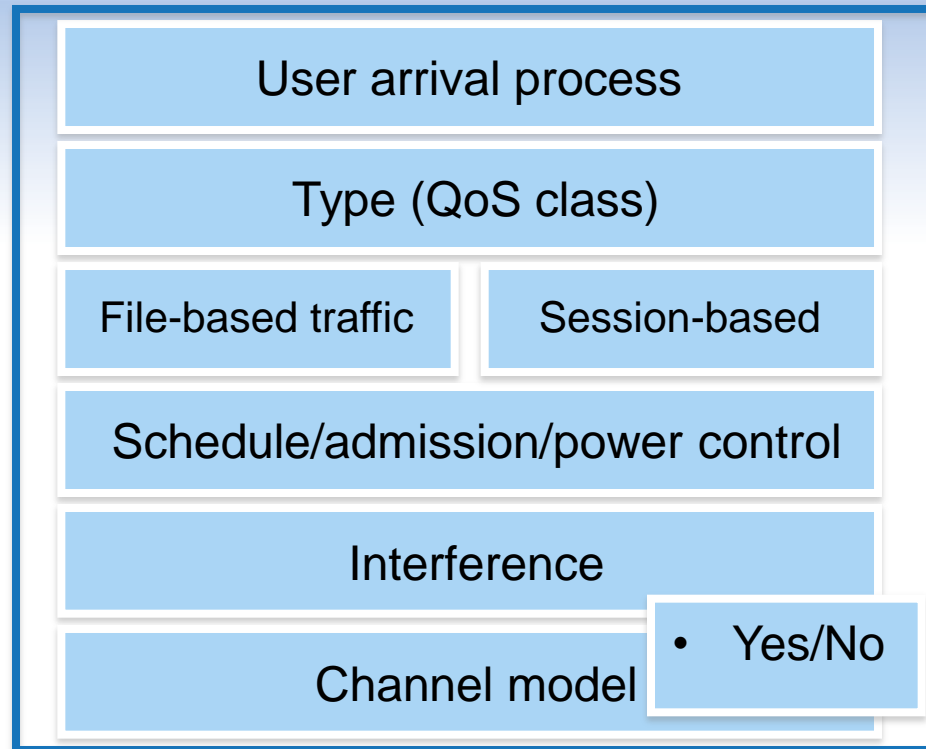 User arrival process
Type (QoS class)
File-based traffic
Session-based
Schedule/admission/power control
Interference
• Yes/No
Channel model